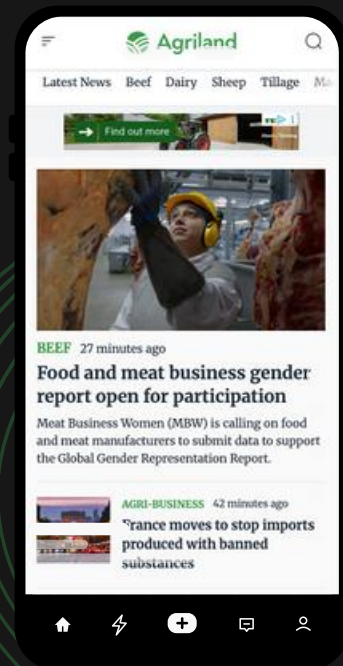 Agriland
Latest News Beef Dairy Sheep Tillage
Find out more
BEEF 27 minutes ago
Food and meat business gender
report open for participation
Meat Business Women (MBW) is calling on food
and meat manufacturers to submit data to support
the Global Gender Representation Report.
AGRI-BUSINESS 42 minutes ago
France moves to stop imports
produced with banned
substances